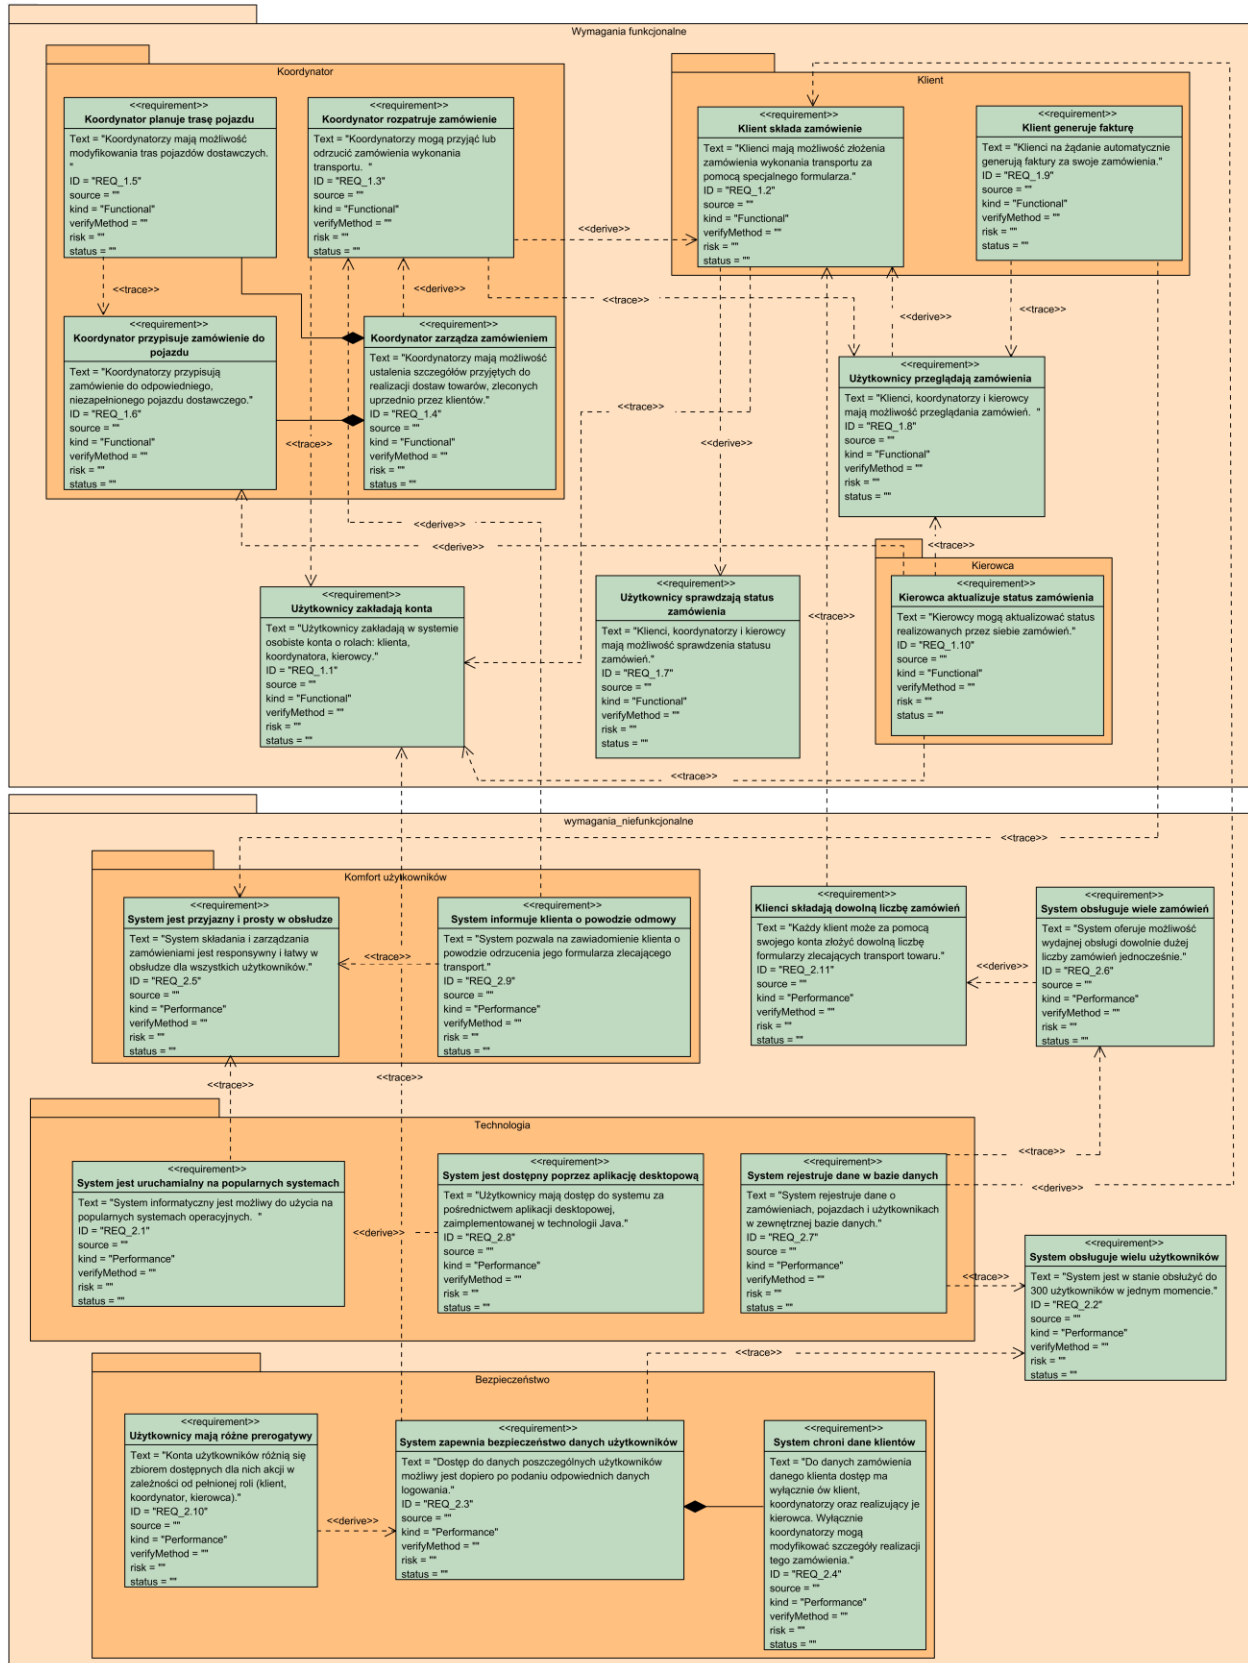 Wymagania funkcjonalne
Koordynator
<<requirement>>
Koordynator planuje trasę pojazdu
Text = "Koordynatorzy mają możliwość
modyfikowania tras pojazdów dostawczych.
"
ID = "REQ_1.5"
source = ""
kind = "Functional"
verifyMethod = ""
risk = ""
status = ""
<<requirement>>
Koordynator rozpatruje zamówienie
Text = "Koordynatorzy mogą przyjąć lub
odrzucić zamówienia wykonania
transportu. "
ID = "REQ_1.3"
source = ""
kind = "Functional"
verifyMethod = ""
risk = ""
status = ""
<<derive>>
Klient
<<requirement>>
Klient składa zamówienie
Text = "Klienci mają możliwość złożenia
zamówienia wykonania transportu za
pomocą specjalnego formularza."
ID = "REQ_1.2"
source = ""
kind = "Functional"
verifyMethod = ""
risk = ""
status = ""
<<requirement>>
Klient generuje fakturę
Text = "Klienci na żądanie automatycznie
generują faktury za swoje zamówienia."
ID = "REQ_1.9"
source = ""
kind = "Functional"
verifyMethod = ""
risk = ""
status = ""
<<trace>>
<<derive>>
<<trace>>
<<derive>>
<<trace>>
<<requirement>>
Koordynator przypisuje zamówienie do
pojazdu
Text = "Koordynatorzy przypisują
zamówienie do odpowiedniego,
niezapełnionego pojazdu dostawczego."
ID = "REQ_1.6"
source = ""
kind = "Functional"
verifyMethod = ""
risk = ""
status = ""
<<requirement>>
Koordynator zarządza zamówieniem
Text = "Koordynatorzy mają możliwość
ustalenia szczegółów przyjętych do
realizacji dostaw towarów, zleconych
uprzednio przez klientów."
ID = "REQ_1.4"
source = ""
kind = "Functional"
verifyMethod = ""
risk = ""
status = ""
<<trace>>
<<trace>>
<<derive>>
<<requirement>>
Użytkownicy przeglądają zamówienia
Text = "Klienci, koordynatorzy i kierowcy
mają możliwość przeglądania zamówień. "
ID = "REQ_1.8"
source = ""
kind = "Functional"
verifyMethod = ""
risk = ""
status = ""
<<derive>>
<<derive>>
<<trace>>
<<requirement>>
Użytkownicy zakładają konta
Text = "Użytkownicy zakładają w systemie
osobiste konta o rolach: klienta,
koordynatora, kierowcy."
ID = "REQ_1.1"
source = ""
kind = "Functional"
verifyMethod = ""
risk = ""
status = ""
<<requirement>>
Użytkownicy sprawdzają status
zamówienia
Text = "Klienci, koordynatorzy i kierowcy
mają możliwość sprawdzenia statusu
zamówień."
ID = "REQ_1.7"
source = ""
kind = "Functional"
verifyMethod = ""
risk = ""
status = ""
<<trace>>
Kierowca
<<requirement>>
Kierowca aktualizuje status zamówienia
Text = "Kierowcy mogą aktualizować status
realizowanych przez siebie zamówień."
ID = "REQ_1.10"
source = ""
kind = "Functional"
verifyMethod = ""
risk = ""
status = ""
<<trace>>
wymagania_niefunkcjonalne
<<trace>>
Komfort użytkowników
<<requirement>>
System jest przyjazny i prosty w obsłudze
Text = "System składania i zarządzania
zamówieniami jest responsywny i łatwy w
obsłudze dla wszystkich użytkowników."
ID = "REQ_2.5"
source = ""
kind = "Performance"
verifyMethod = ""
risk = ""
status = ""
<<trace>>
<<requirement>>
System informuje klienta o powodzie odmowy
Text = "System pozwala na zawiadomienie klienta o
powodzie odrzucenia jego formularza zlecającego
transport."
ID = "REQ_2.9"
source = ""
kind = "Performance"
verifyMethod = ""
risk = ""
status = ""
<<requirement>>
Klienci składają dowolną liczbę zamówień
Text = "Każdy klient może za pomocą
swojego konta złożyć dowolną liczbę
formularzy zlecających transport towaru."
ID = "REQ_2.11"
source = ""
kind = "Performance"
verifyMethod = ""
risk = ""
status = ""
<<derive>>
<<requirement>>
System obsługuje wiele zamówień
Text = "System oferuje możliwość
wydajnej obsługi dowolnie dużej
liczby zamówień jednocześnie."
ID = "REQ_2.6"
source = ""
kind = "Performance"
verifyMethod = ""
risk = ""
status = ""
<<trace>>
<<trace>>
Technologia
<<requirement>>
System jest uruchamialny na popularnych systemach
Text = "System informatyczny jest możliwy do użycia na
popularnych systemach operacyjnych. "
ID = "REQ_2.1"
source = ""
kind = "Performance"
verifyMethod = ""
risk = ""
status = ""
<<derive>>
<<requirement>>
System jest dostępny poprzez aplikację desktopową
Text = "Użytkownicy mają dostęp do systemu za
pośrednictwem aplikacji desktopowej,
zaimplementowanej w technologii Java."
ID = "REQ_2.8"
source = ""
kind = "Performance"
verifyMethod = ""
risk = ""
status = ""
<<requirement>>
System rejestruje dane w bazie danych
Text = "System rejestruje dane o
zamówieniach, pojazdach i użytkownikach
w zewnętrznej bazie danych."
ID = "REQ_2.7"
source = ""
kind = "Performance"
verifyMethod = ""
risk = ""
status = ""
<<trace>>
<<derive>>
<<trace>>
<<requirement>>
System obsługuje wielu użytkowników
Text = "System jest w stanie obsłużyć do
300 użytkowników w jednym momencie."
ID = "REQ_2.2"
source = ""
kind = "Performance"
verifyMethod = ""
risk = ""
status = ""
<<trace>>
Bezpieczeństwo
<<requirement>>
Użytkownicy mają różne prerogatywy
Text = "Konta użytkowników różnią się
zbiorem dostępnych dla nich akcji w
zależności od pełnionej roli (klient,
koordynator, kierowca)."
ID = "REQ_2.10"
source = ""
kind = "Performance"
verifyMethod = ""
risk = ""
status = ""
<<derive>>
<<requirement>>
System zapewnia bezpieczeństwo danych użytkowników
Text = "Dostęp do danych poszczególnych użytkowników
możliwy jest dopiero po podaniu odpowiednich danych
logowania."
ID = "REQ_2.3"
source = ""
kind = "Performance"
verifyMethod = ""
risk = ""
status = ""
<<requirement>>
System chroni dane klientów
Text = "Do danych zamówienia
danego klienta dostęp ma
wyłącznie ów klient,
koordynatorzy oraz realizujący je
kierowca. Wyłącznie
koordynatorzy mogą
modyfikować szczegóły realizacji
tego zamówienia."
ID = "REQ_2.4"
source = ""
kind = "Performance"
verifyMethod = ""
risk = ""
status = ""